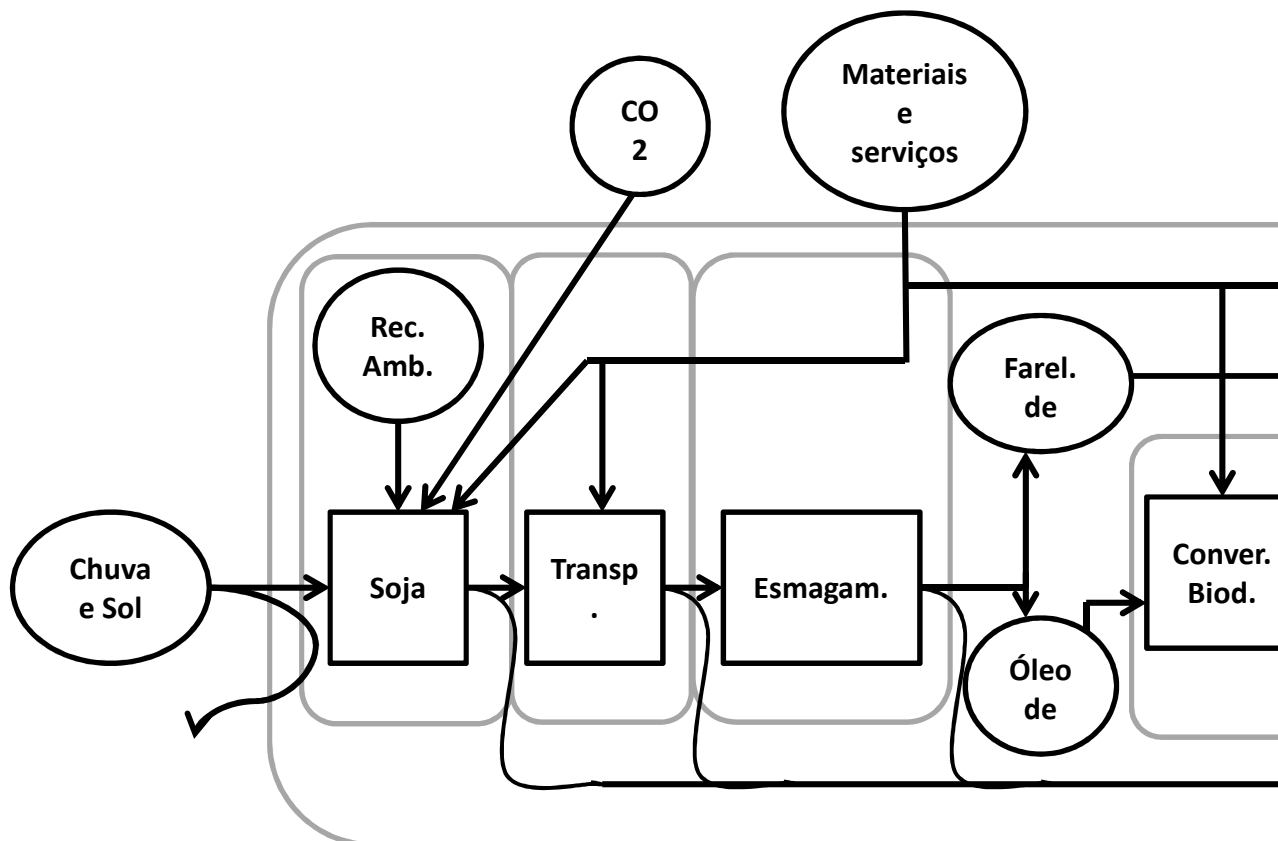 CO
2
Materiais
e
serviços
Rec.
Amb.
Farel.
de
Chuva
e Sol
Soja
Transp
.
Esmagam.
Conver.
Biod.
Óleo
de